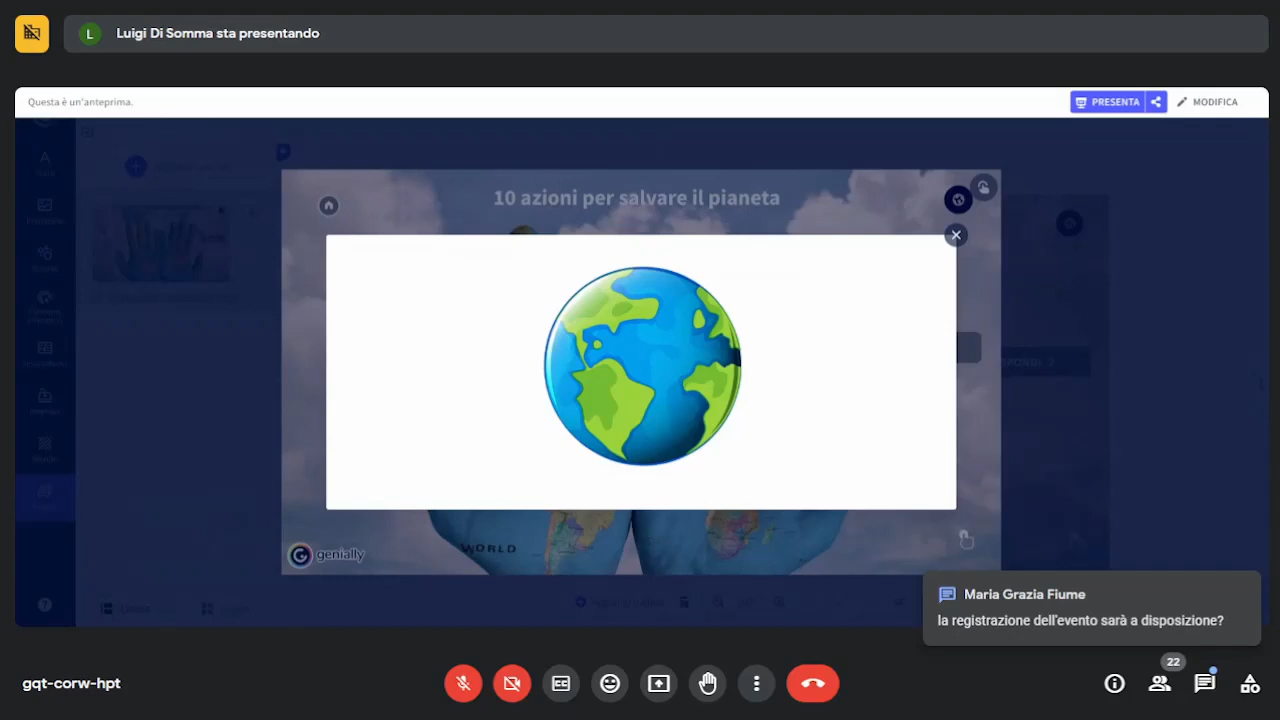 L Luigi Di Somma sta presentando
Questa è un'anteprima.
PRESENTA
MODIFICA
10 azioni per salvare il pianeta
WORLD
genially
Maria Grazia Fiume
la registrazione dell'evento sarà a disposizione?
gqt-corw-hpt
22